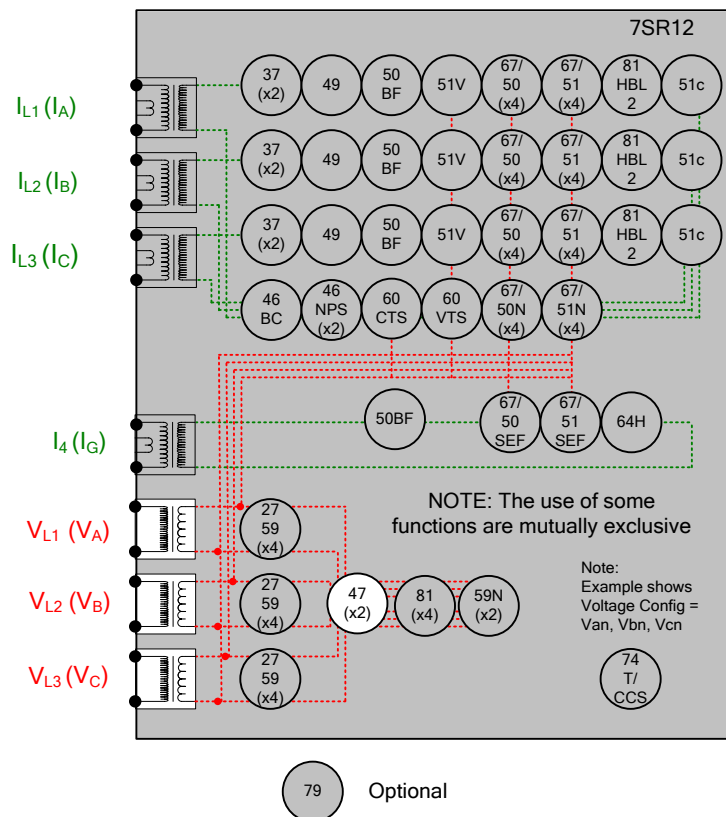 7SR12
IL1 (IA)
37 (x2)
49
50 BF
51V
67/ 50 (x4)
67/ 51 (x4)
81 HBL 2
51c
IL2 (IB)
37 (x2)
49
50 BF
51V
67/ 50 (x4)
67/ 51 (x4)
81 HBL 2
51c
IL3 (IC)
37 (x2)
49
50 BF
51V
67/ 50 (x4)
67/ 51 (x4)
81 HBL 2
51c
46 BC
46 NPS (x2)
60 CTS
60 VTS
67/ 50N (x4)
67/ 51N (x4)
I4 (IG)
50BF
67/ 50 SEF
67/ 51 SEF
64H
VL1 (VA)
27 59 (x4)
NOTE: The use of some
functions are mutually exclusive
VL2 (VB)
27 59 (x4)
47 (x2)
81 (x4)
59N (x2)
Note:
Example shows
Voltage Config =
Van, Vbn, Vcn
VL3 (VC)
27 59 (x4)
74 T/ CCS
79
Optional